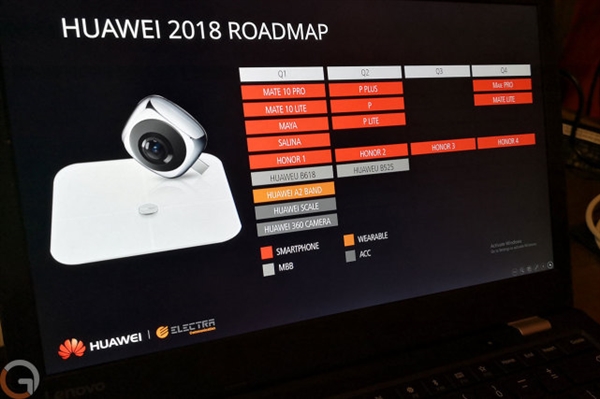 HUAWEI 2018 ROADMAP
Q1 Q2 Q3 Q4
MATE 10 PRO P PLUS MATE PRO
MATE 10 LITE P MATE LITE
MAYA P LITE
SALINA
HONOR 1 HONOR 2 HONOR 3 HONOR 4
HUAWEU B618 HUAWEU B525
HUAWEI A2 BAND
HUAWEI SCALE
HUAWEI 360 CAMERA
SMARTPHONE WEARABLE
MBB ACC
Activate Windows
HUAWEI ELECTRA
Lenovo